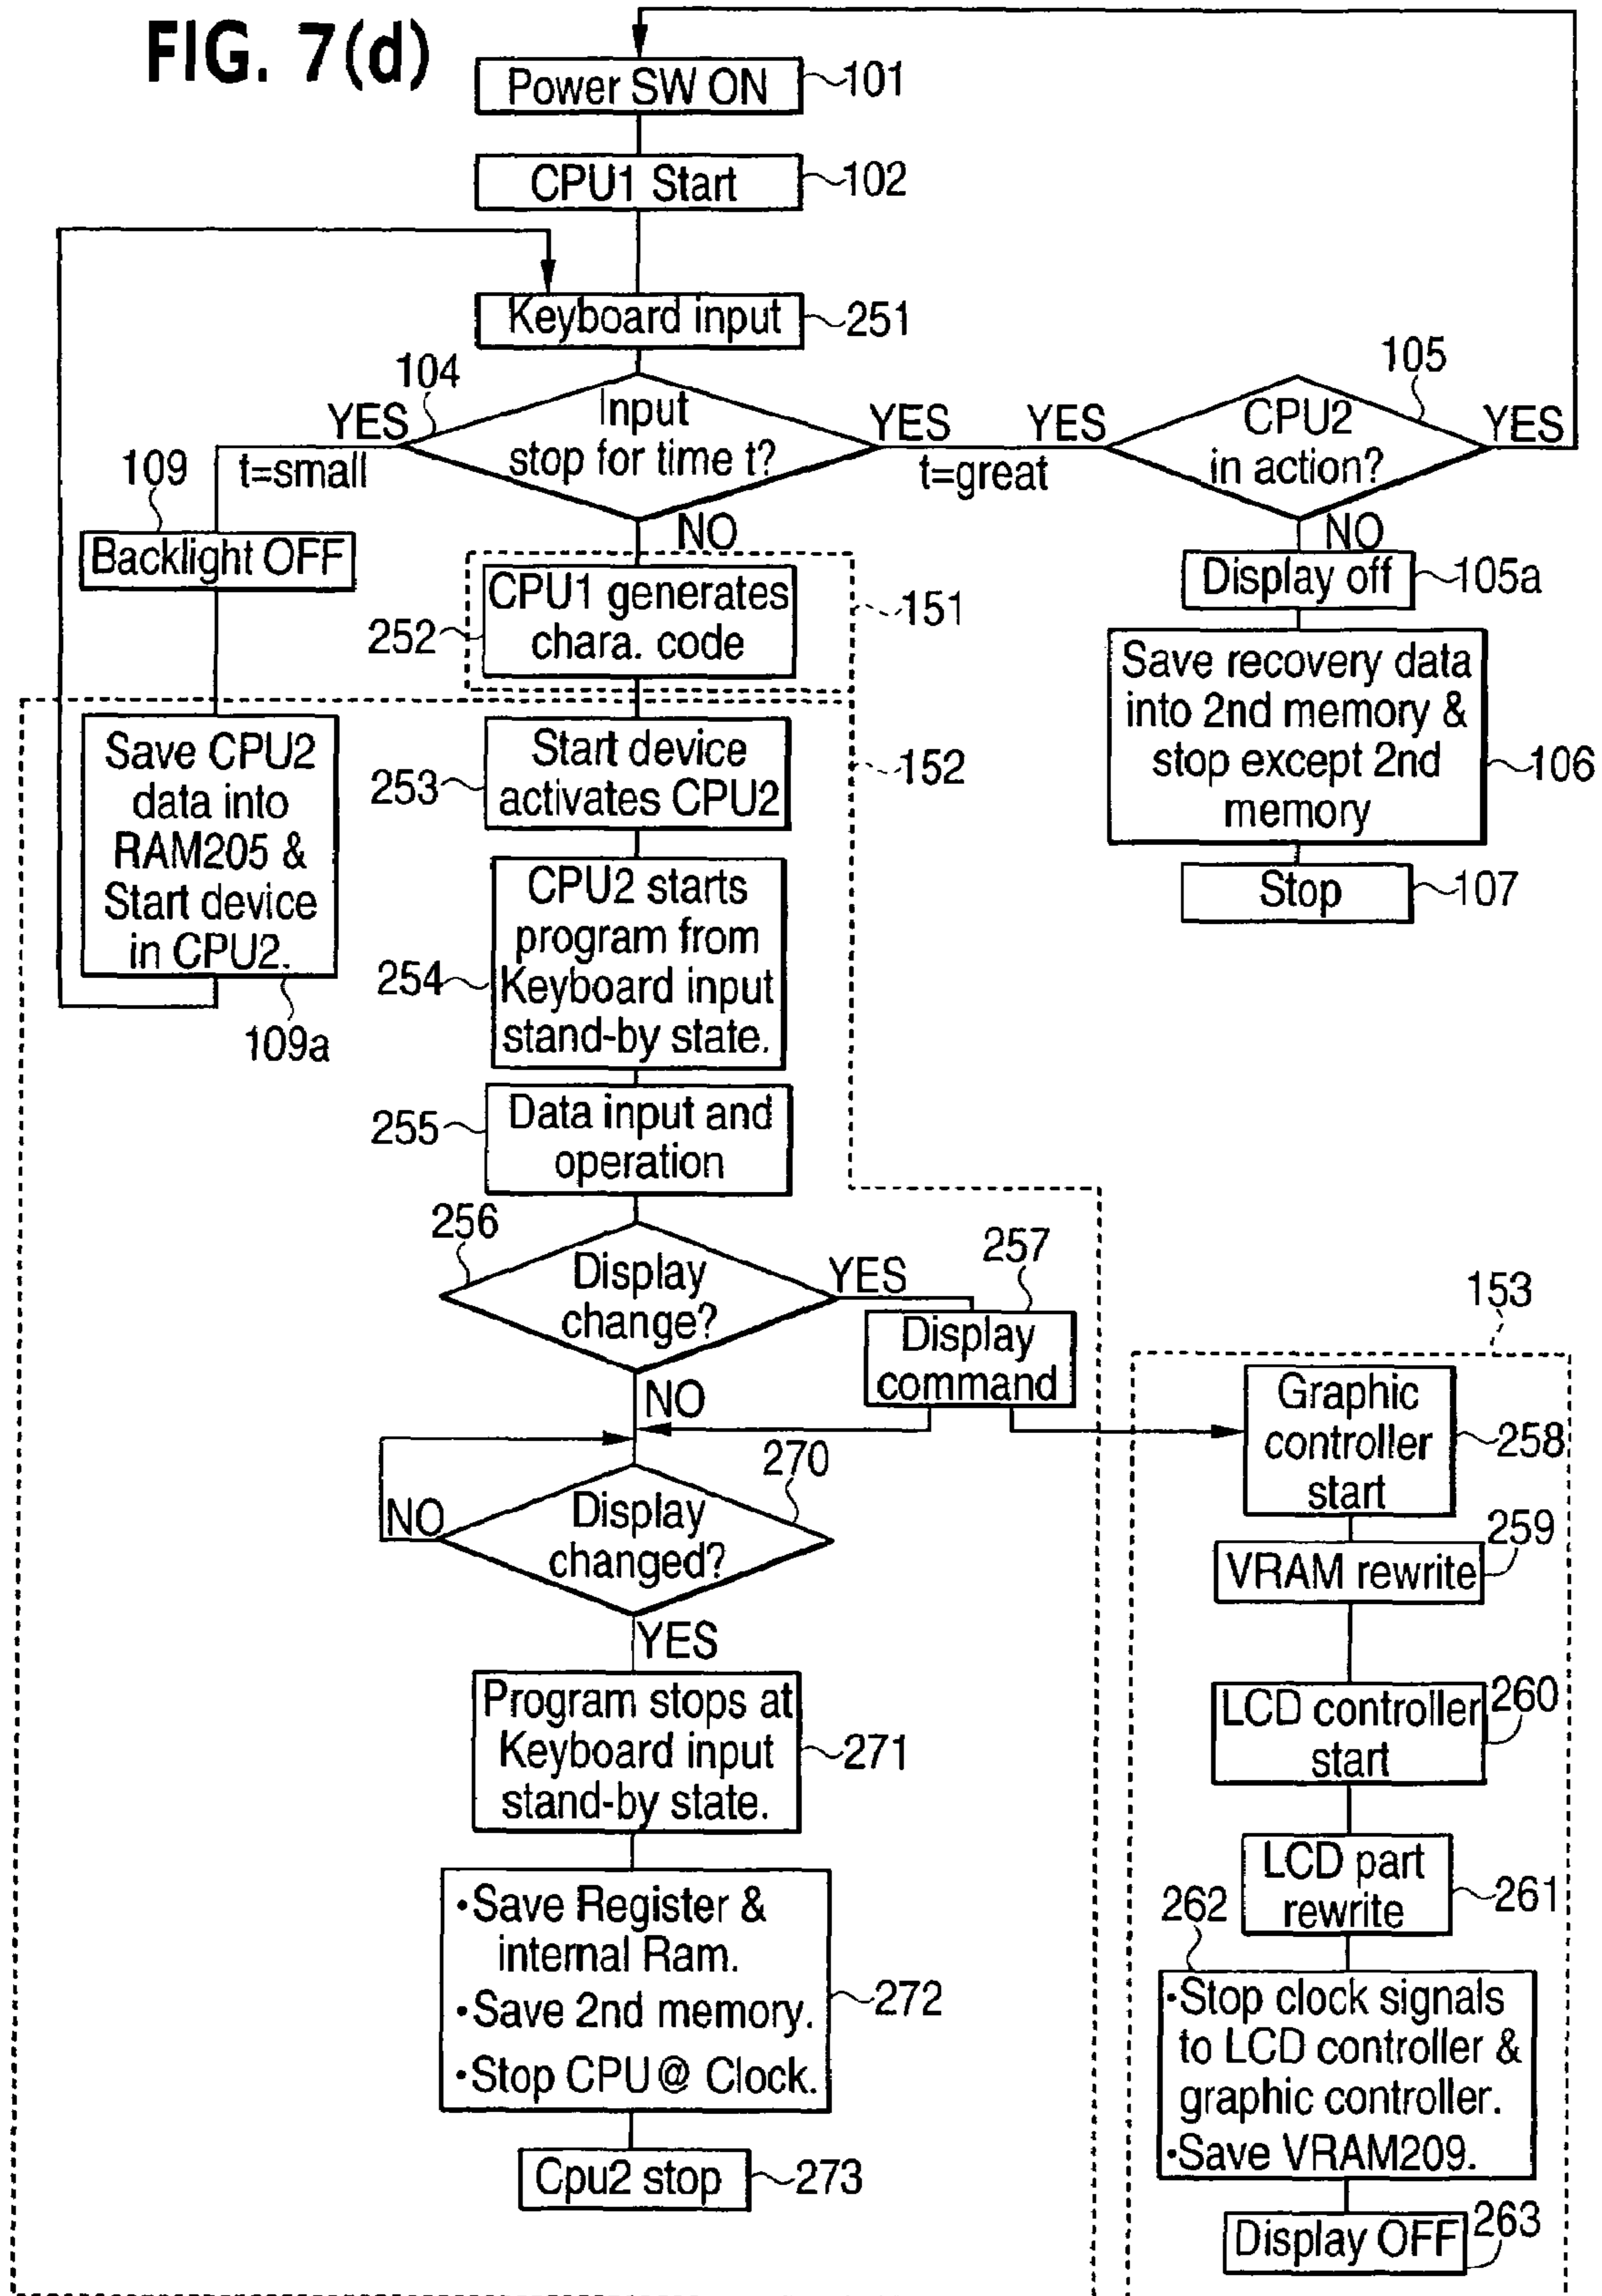 FIG. 7(d)
Power SW ON
101
CPU1 Start
102
Keyboard input
251
104
Input
stop for time t?
YES
t=small
YES
t=great
NO
YES
105
CPU2
in action?
YES
NO
109
Backlight OFF
Save CPU2
data into
RAM205 &
Start device
in CPU2.
109a
Display off
105a
Save recovery data
into 2nd memory &
stop except 2nd
memory
106
Stop
107
CPU1 generates
chara. code
252
151
Start device
activates CPU2
253
152
CPU2 starts
program from
Keyboard input
stand-by state.
254
Data input and
operation
255
256
Display
change?
YES
NO
257
Display
command
270
Display
changed?
NO
YES
Program stops at
Keyboard input
stand-by state.
271
•Save Register &
internal Ram.
•Save 2nd memory.
•Stop CPU@ Clock.
272
Cpu2 stop
273
153
Graphic
controller
start
258
VRAM rewrite
259
LCD controller
start
260
LCD part
rewrite
261
262
•Stop clock signals
to LCD controller &
graphic controller.
•Save VRAM209.
Display OFF
263